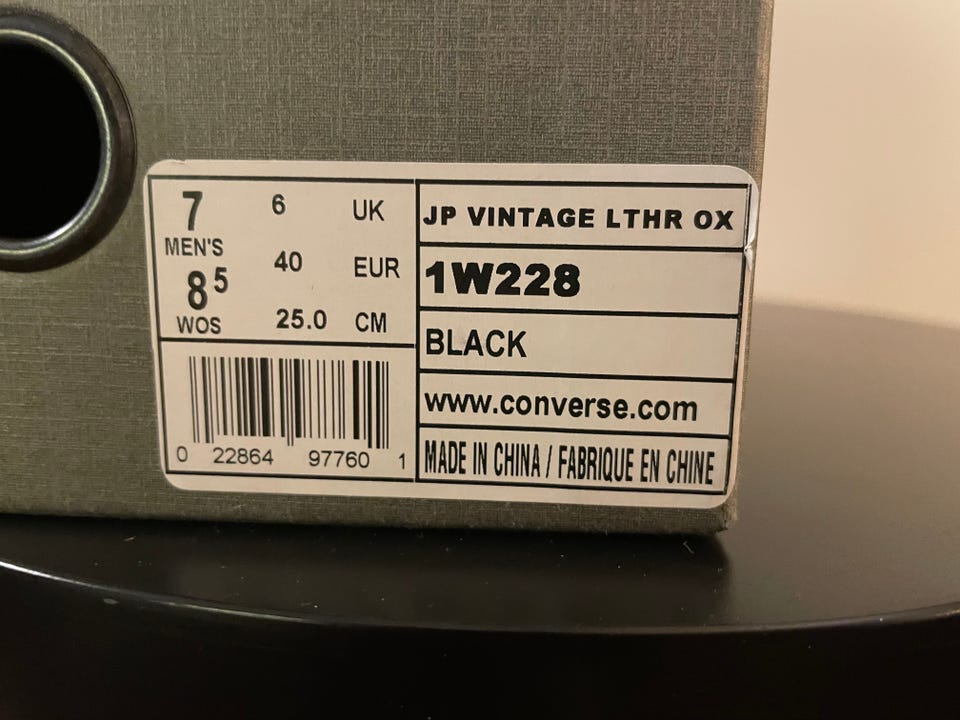 7 6 UK
MEN'S
40 EUR
8 5
WOS 25.0 CM
0 22864 97760 1
JP VINTAGE LTHR OX
1W228
BLACK
www.converse.com
MADE IN CHINA / FABRIQUE EN CHINE